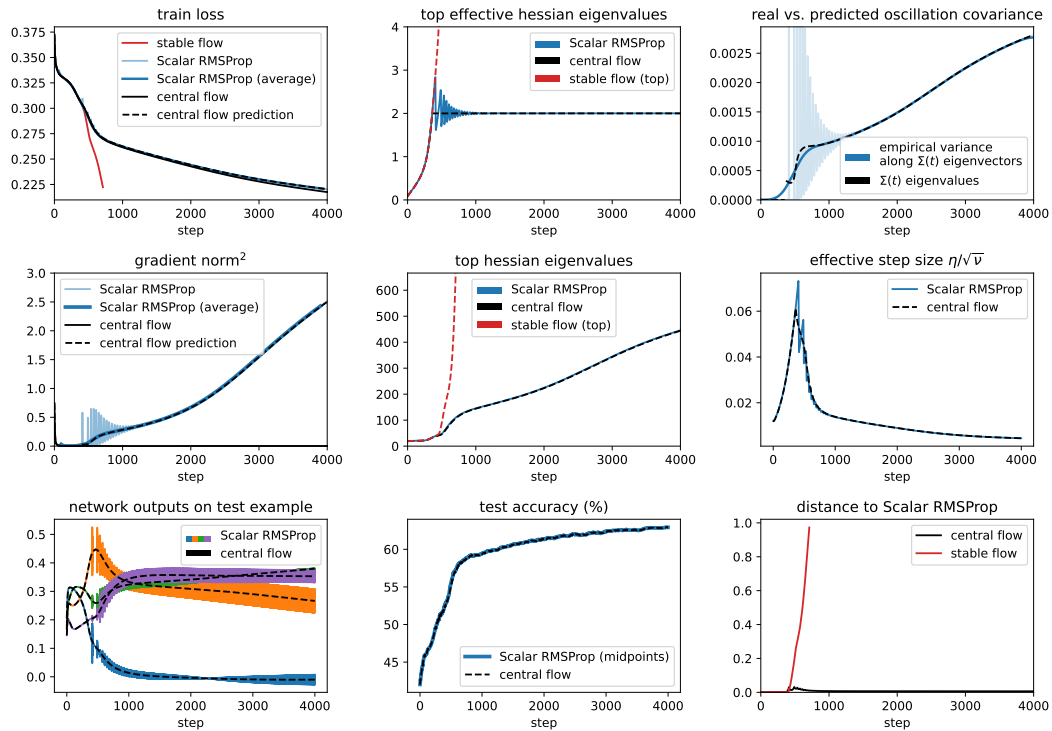 train loss
0.375
0.350
0.325
0.300
0.275
0.250
0.225
stable flow
Scalar RMSProp
Scalar RMSProp (average)
central flow
central flow prediction
0
1000
2000
3000
4000
step
top effective hessian eigenvalues
4
3
2
1
0
Scalar RMSProp
central flow
stable flow (top)
0
1000
2000
3000
4000
step
real vs. predicted oscillation covariance
0.0025
0.0020
0.0015
0.0010
0.0005
0.0000
empirical variance
along Σ(t) eigenvectors
Σ(t) eigenvalues
0
1000
2000
3000
4000
step
gradient norm²
3.0
2.5
2.0
1.5
1.0
0.5
0.0
Scalar RMSProp
Scalar RMSProp (average)
central flow
central flow prediction
0
1000
2000
3000
4000
step
top hessian eigenvalues
600
500
400
300
200
100
0
Scalar RMSProp
central flow
stable flow (top)
0
1000
2000
3000
4000
step
effective step size η/√ν
0.06
0.04
0.02
Scalar RMSProp
central flow
0
1000
2000
3000
4000
step
network outputs on test example
0.5
0.4
0.3
0.2
0.1
0.0
Scalar RMSProp
central flow
0
1000
2000
3000
4000
step
test accuracy (%)
60
55
50
45
Scalar RMSProp (midpoints)
central flow
0
1000
2000
3000
4000
step
distance to Scalar RMSProp
1.0
0.8
0.6
0.4
0.2
0.0
central flow
stable flow
0
1000
2000
3000
4000
step